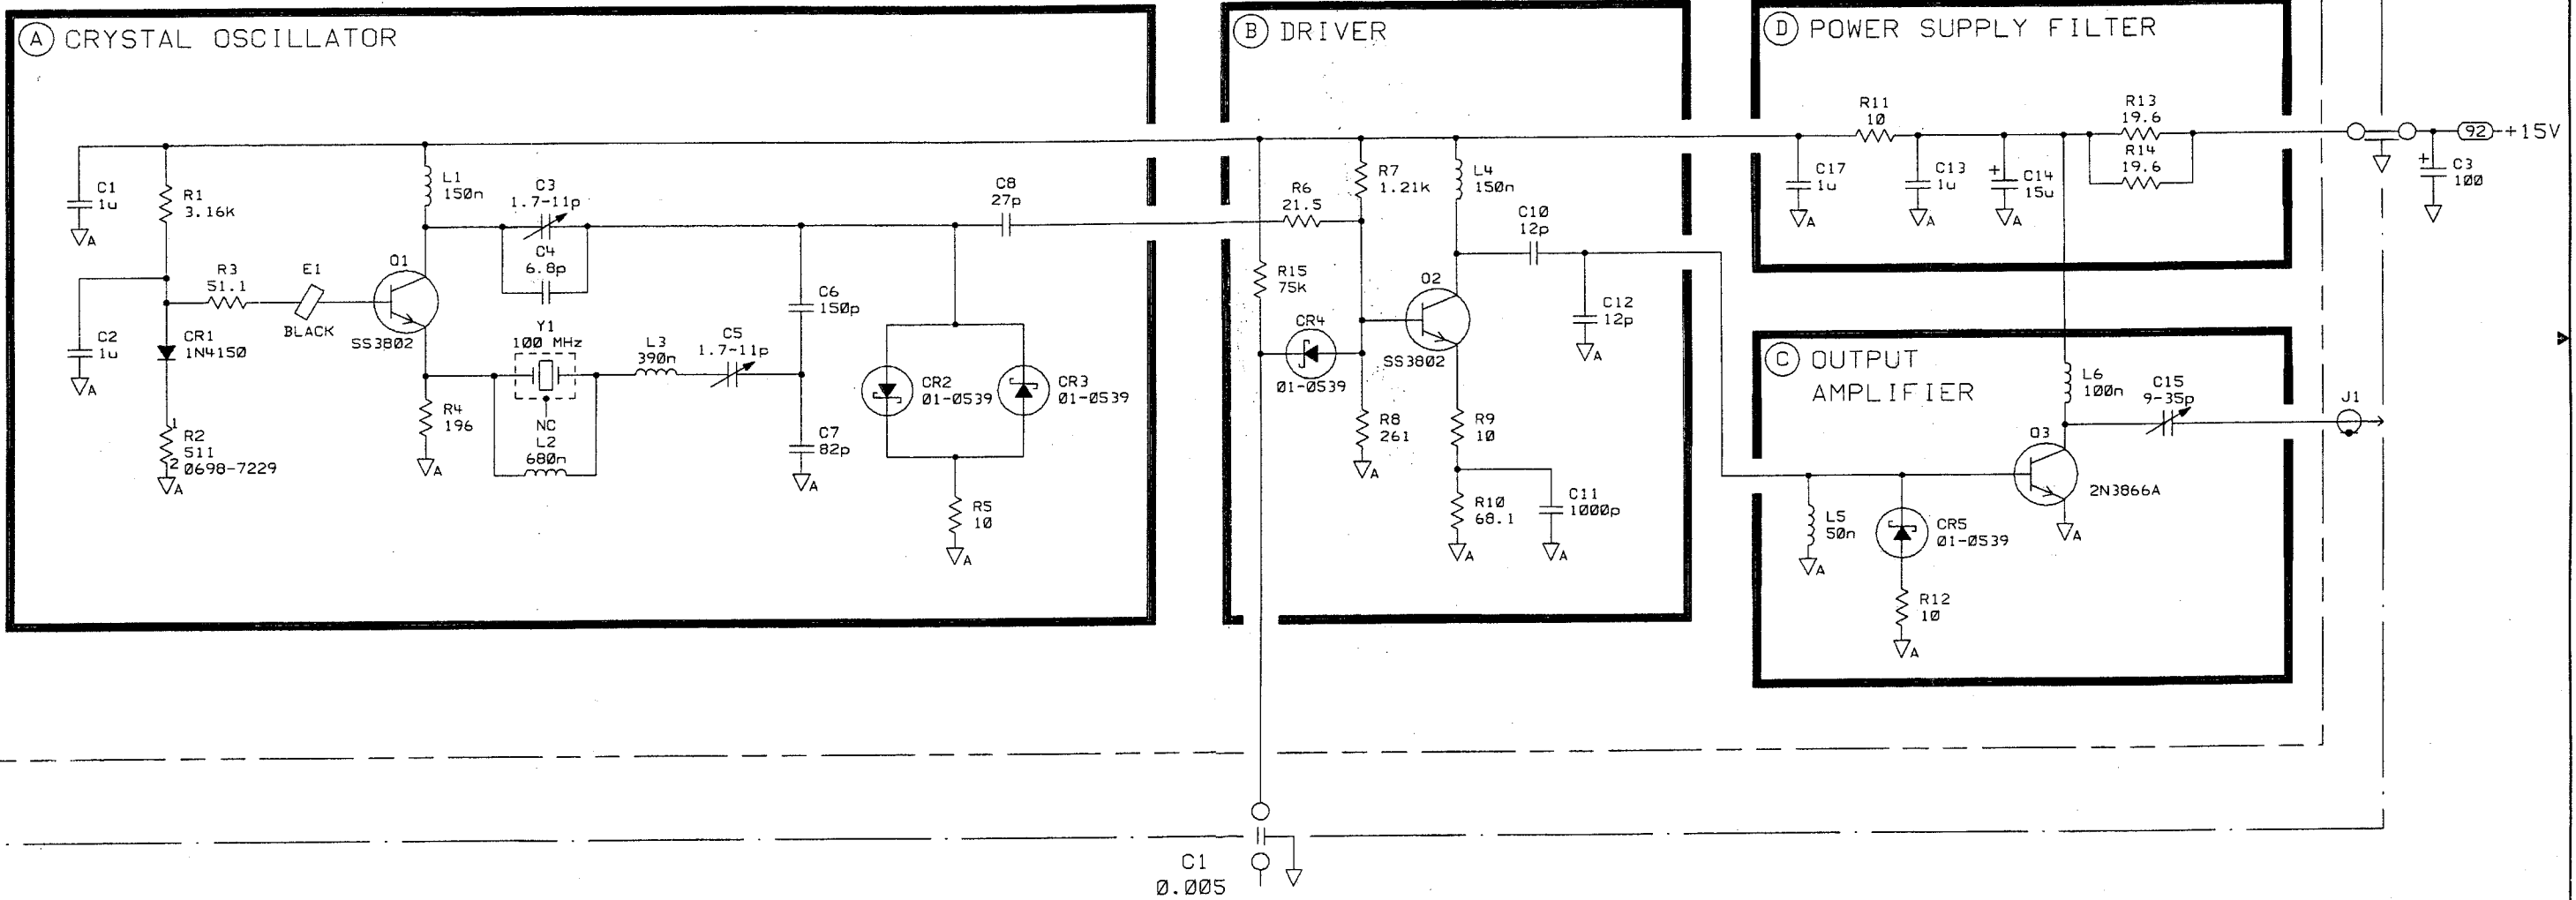 A CRYSTAL OSCILLATOR
C1
1u
R1
3.16K
L1
150n
C3
1.7-11p
C4
6.8p
C8
27p
R3
51.1
E1
BLACK
Q1
SS3802
C2
1u
CR1
1N4150
1
R2
511
2
0698-7229
A
A
A
R4
196
A
Y1
100 MHz
NC
L2
680n
L3
390n
C5
1.7-11p
C6
150p
C7
82p
A
CR2
01-0539
CR3
01-0539
R5
10
A
B DRIVER
R6
21.5
R7
1.21k
L4
150n
C10
12p
R15
75K
Q2
SS3802
CR4
01-0539
C12
12p
A
R8
261
A
R9
10
R10
68.1
A
C11
1000p
A
D POWER SUPPLY FILTER
R11
10
R13
19.6
R14
19.6
C17
1u
A
C13
1u
A
+
C14
15u
A
92 +15V
+
C3
100
C OUTPUT
AMPLIFIER
L6
100n
C15
9-35p
J1
Q3
2N3866A
A
L5
50n
A
CR5
01-0539
R12
10
A
C1
0.005